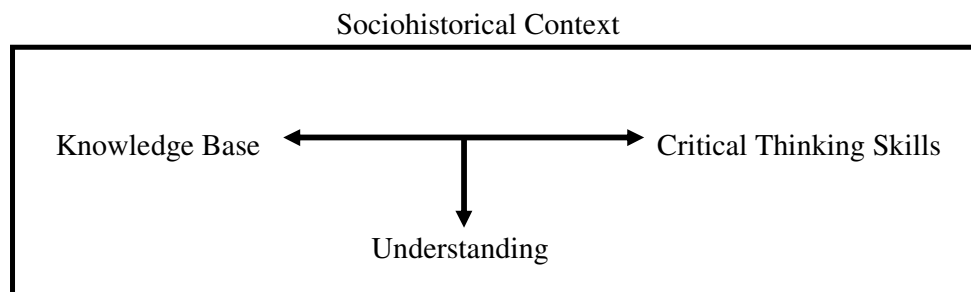 Sociohistorical Context
Knowledge Base Critical Thinking Skills
Understanding